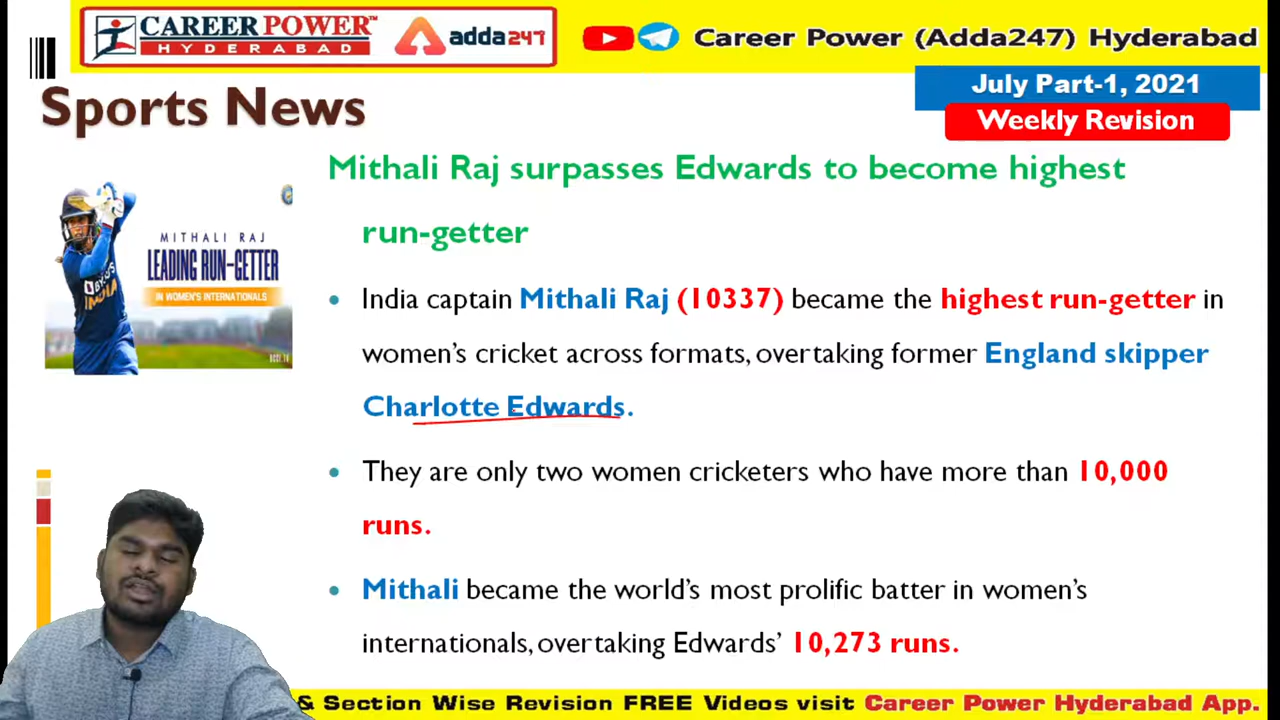 CAREER POWER™
HYDERABAD
adda247
Career Power (Adda247) Hyderabad
July Part-1, 2021
Weekly Revision
Sports News
Mithali Raj surpasses Edwards to become highest
run-getter
MITHALI RAJ
LEADING RUN-GETTER
IN WOMEN'S INTERNATIONALS
INDIA
• India captain Mithali Raj (10337) became the highest run-getter in
women's cricket across formats, overtaking former England skipper
Charlotte Edwards.
• They are only two women cricketers who have more than 10,000
runs.
• Mithali became the world's most prolific batter in women's
internationals, overtaking Edwards' 10,273 runs.
& Section Wise Revision FREE Videos visit Career Power Hyderabad App.